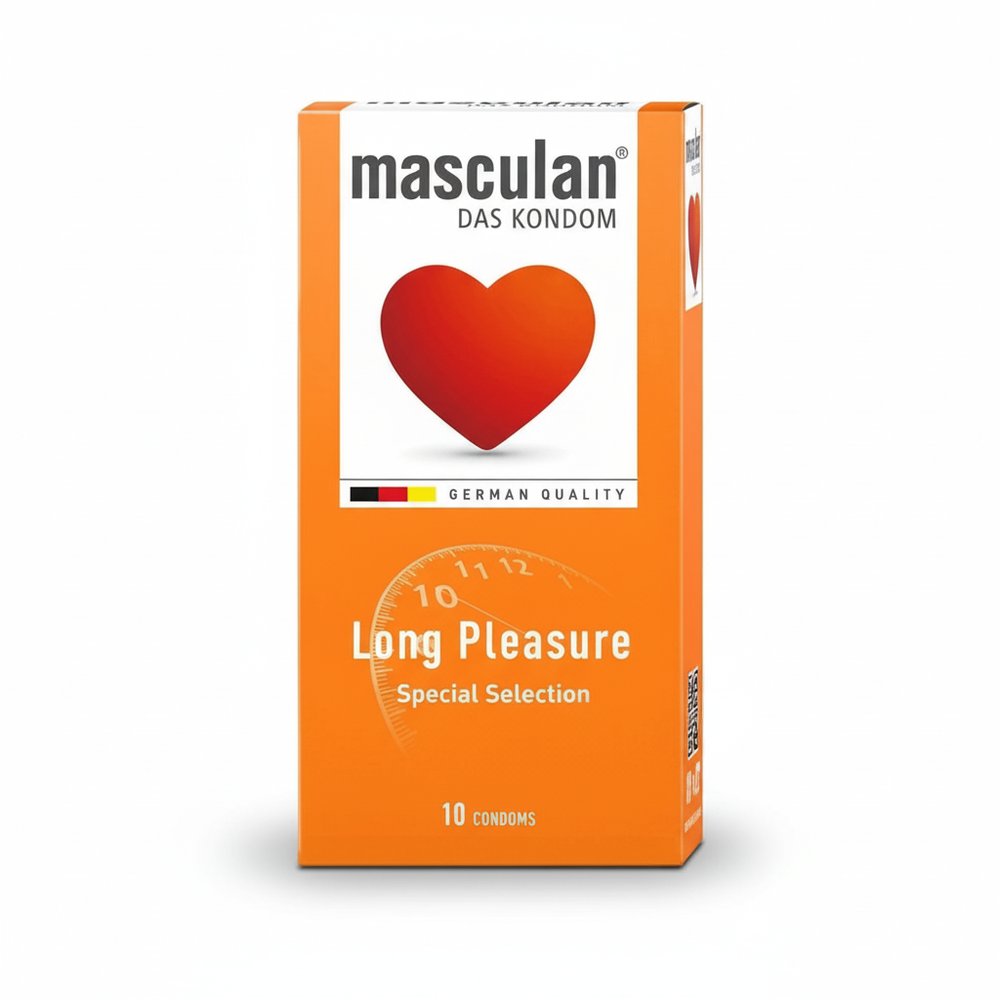 masculan®
DAS KONDOM
GERMAN QUALITY
10 11 12 1
Long Pleasure
Special Selection
10 CONDOMS